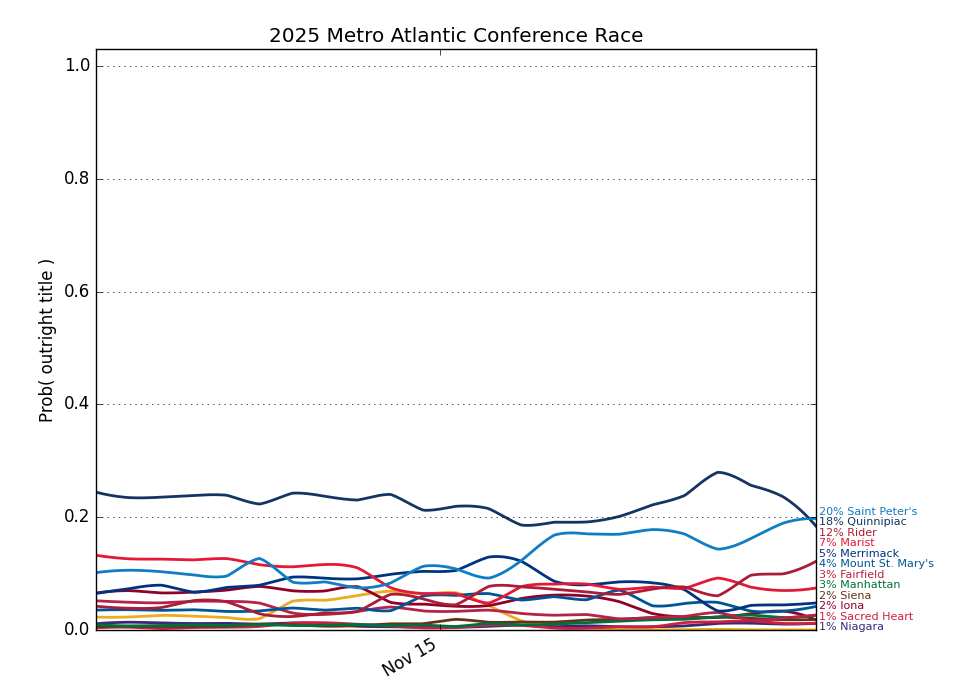 2025 Metro Atlantic Conference Race
1.0
0.8
0.6
0.4
0.2
0.0
Prob( outright title )
Nov 15
20% Saint Peter's
18% Quinnipiac
12% Rider
7% Marist
5% Merrimack
4% Mount St. Mary's
3% Fairfield
3% Manhattan
2% Siena
2% Iona
1% Sacred Heart
1% Niagara